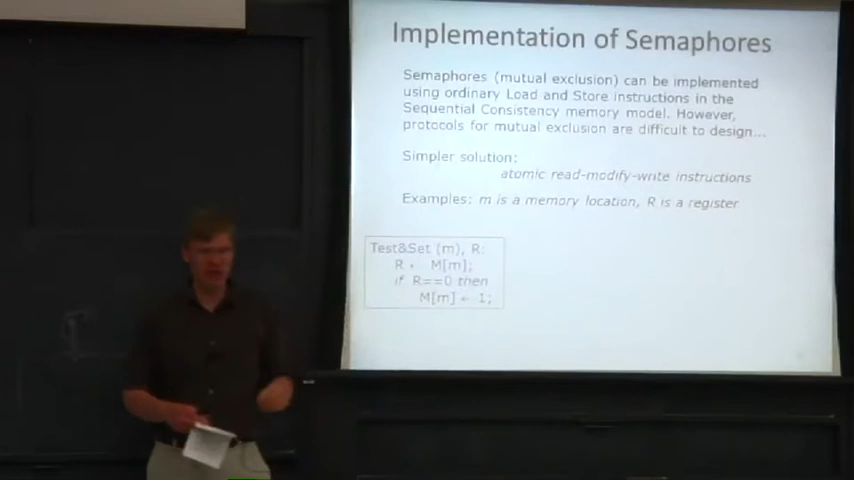 Implementation of Semaphores
Semaphores (mutual exclusion) can be implemented
using ordinary Load and Store instructions in the
Sequential Consistency memory model. However,
protocols for mutual exclusion are difficult to design...
Simpler solution:
atomic read-modify-write instructions
Examples: m is a memory location, R is a register
Test&Set (m), R:
R ← M[m];
if R==0 then
M[m] ← 1;